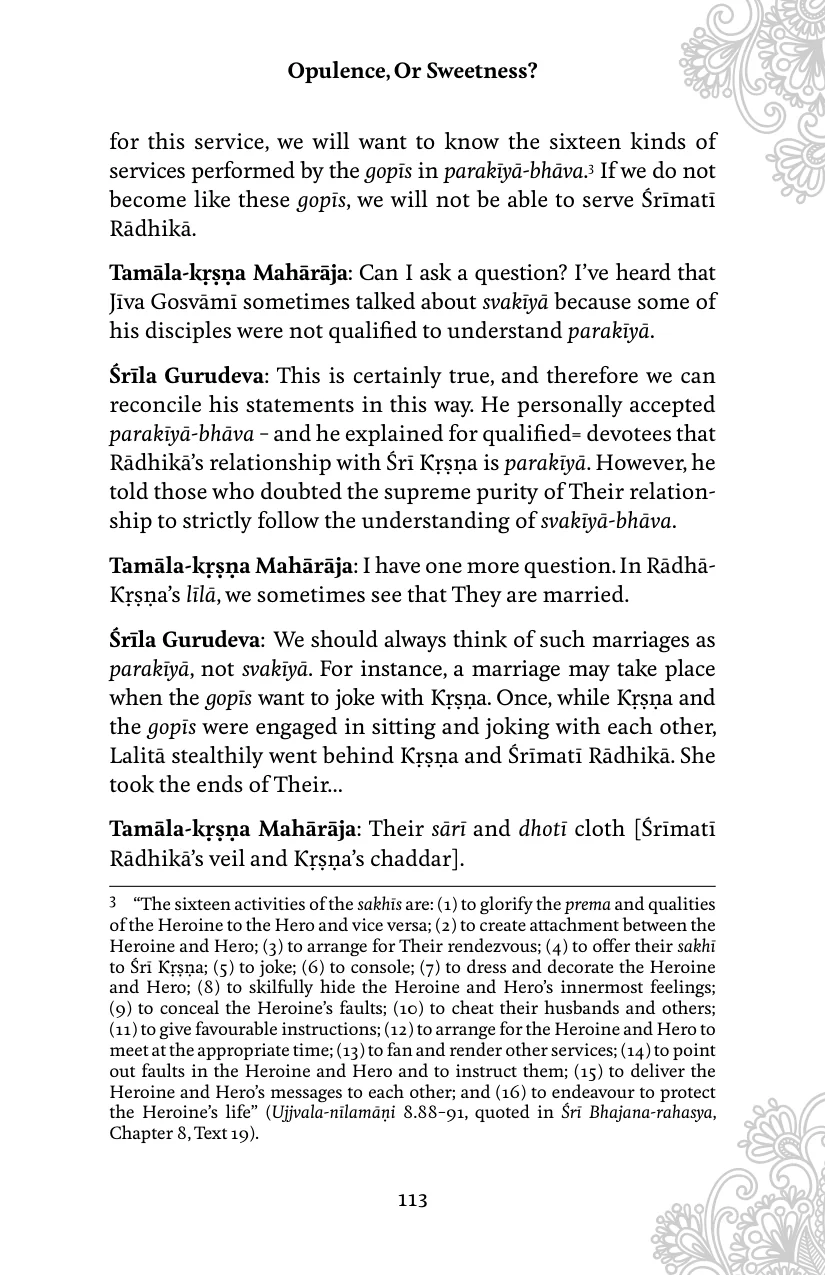 Opulence, Or Sweetness?
for this service, we will want to know the sixteen kinds of
services performed by the gopīs in parakīyā-bhāva.3 If we do not
become like these gopīs, we will not be able to serve Śrīmatī
Rādhikā.
Tamāla-kṛṣṇa Mahārāja: Can I ask a question? I’ve heard that
Jīva Gosvāmī sometimes talked about svakīyā because some of
his disciples were not qualified to understand parakīyā.
Śrīla Gurudeva: This is certainly true, and therefore we can
reconcile his statements in this way. He personally accepted
parakīyā-bhāva – and he explained for qualified= devotees that
Rādhikā’s relationship with Śrī Kṛṣṇa is parakīyā. However, he
told those who doubted the supreme purity of Their relation-
ship to strictly follow the understanding of svakīyā-bhāva.
Tamāla-kṛṣṇa Mahārāja: I have one more question. In Rādhā-
Kṛṣṇa’s līlā, we sometimes see that They are married.
Śrīla Gurudeva: We should always think of such marriages as
parakīyā, not svakīyā. For instance, a marriage may take place
when the gopīs want to joke with Kṛṣṇa. Once, while Kṛṣṇa and
the gopīs were engaged in sitting and joking with each other,
Lalitā stealthily went behind Kṛṣṇa and Śrīmatī Rādhikā. She
took the ends of Their...
Tamāla-kṛṣṇa Mahārāja: Their sārī and dhotī cloth [Śrīmatī
Rādhikā’s veil and Kṛṣṇa’s chaddar].
3 “The sixteen activities of the sakhīs are: (1) to glorify the prema and qualities
of the Heroine to the Hero and vice versa; (2) to create attachment between the
Heroine and Hero; (3) to arrange for Their rendezvous; (4) to offer their sakhī
to Śrī Kṛṣṇa; (5) to joke; (6) to console; (7) to dress and decorate the Heroine
and Hero; (8) to skilfully hide the Heroine and Hero’s innermost feelings;
(9) to conceal the Heroine’s faults; (10) to cheat their husbands and others;
(11) to give favourable instructions; (12) to arrange for the Heroine and Hero to
meet at the appropriate time; (13) to fan and render other services; (14) to point
out faults in the Heroine and Hero and to instruct them; (15) to deliver the
Heroine and Hero’s messages to each other; and (16) to endeavour to protect
the Heroine’s life” (Ujjvala-nīlamāṇi 8.88–91, quoted in Śrī Bhajana-rahasya,
Chapter 8, Text 19).
113